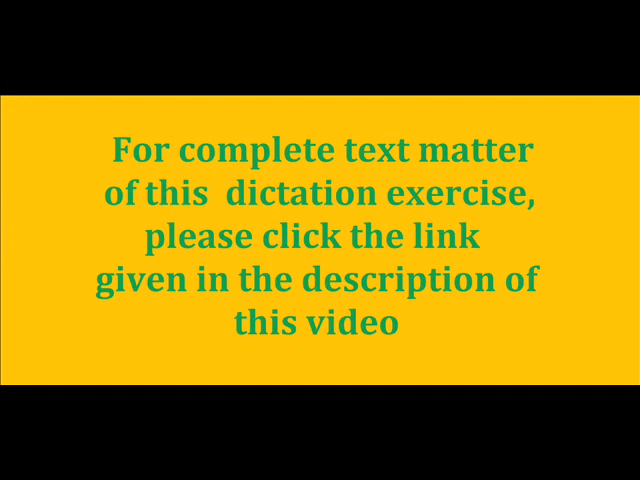 For complete text matter
of this dictation exercise,
please click the link
given in the description of
this video